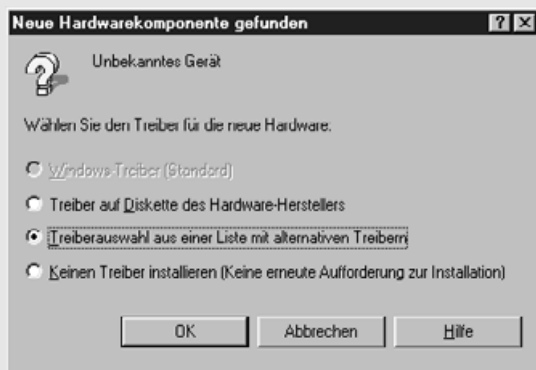 Neue Hardwarekomponente gefunden
Unbekanntes Gerät
Wählen Sie den Treiber für die neue Hardware:
Windows-Treiber (Standard)
Treiber auf Diskette des Hardware-Herstellers
Treiberauswahl aus einer Liste mit alternativen Treibern
Keinen Treiber installieren (Keine erneute Aufforderung zur Installation)
OK Abbrechen Hilfe